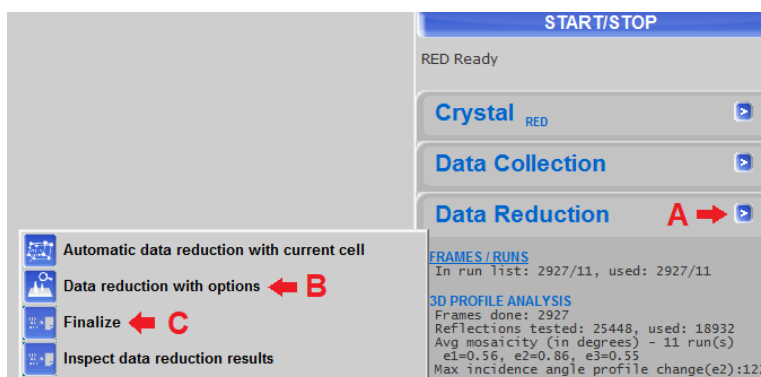 START/STOP
RED Ready
Crystal RED
Data Collection
Data Reduction A
Automatic data reduction with current cell
Data reduction with options B
Finalize C
Inspect data reduction results
FRAMES / RUNS
In run list: 2927/11, used: 2927/11
3D PROFILE ANALYSIS
Frames done: 2927
Reflections tested: 25448, used: 18932
Avg mosaicity (in degrees) - 11 run(s)
e1=0.56, e2=0.86, e3=0.55
Max incidence angle profile change(e2):